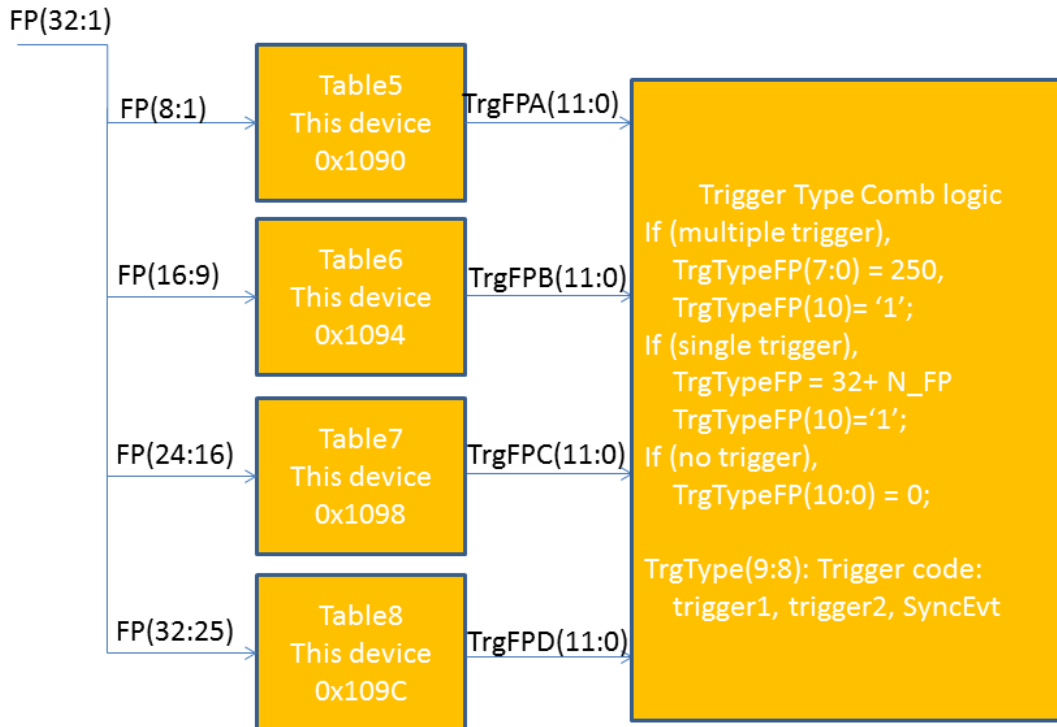 FP(32:1)
FP(8:1)
Table5
This device
0x1090
TrgFPA(11:0)
FP(16:9)
Table6
This device
0x1094
TrgFPB(11:0)
FP(24:16)
Table7
This device
0x1098
TrgFPC(11:0)
FP(32:25)
Table8
This device
0x109C
TrgFPD(11:0)
Trigger Type Comb logic
If (multiple trigger),
TrgTypeFP(7:0) = 250,
TrgTypeFP(10)= ‘1’;
If (single trigger),
TrgTypeFP = 32+ N_FP
TrgTypeFP(10)=‘1’;
If (no trigger),
TrgTypeFP(10:0) = 0;
TrgType(9:8): Trigger code:
trigger1, trigger2, SyncEvt